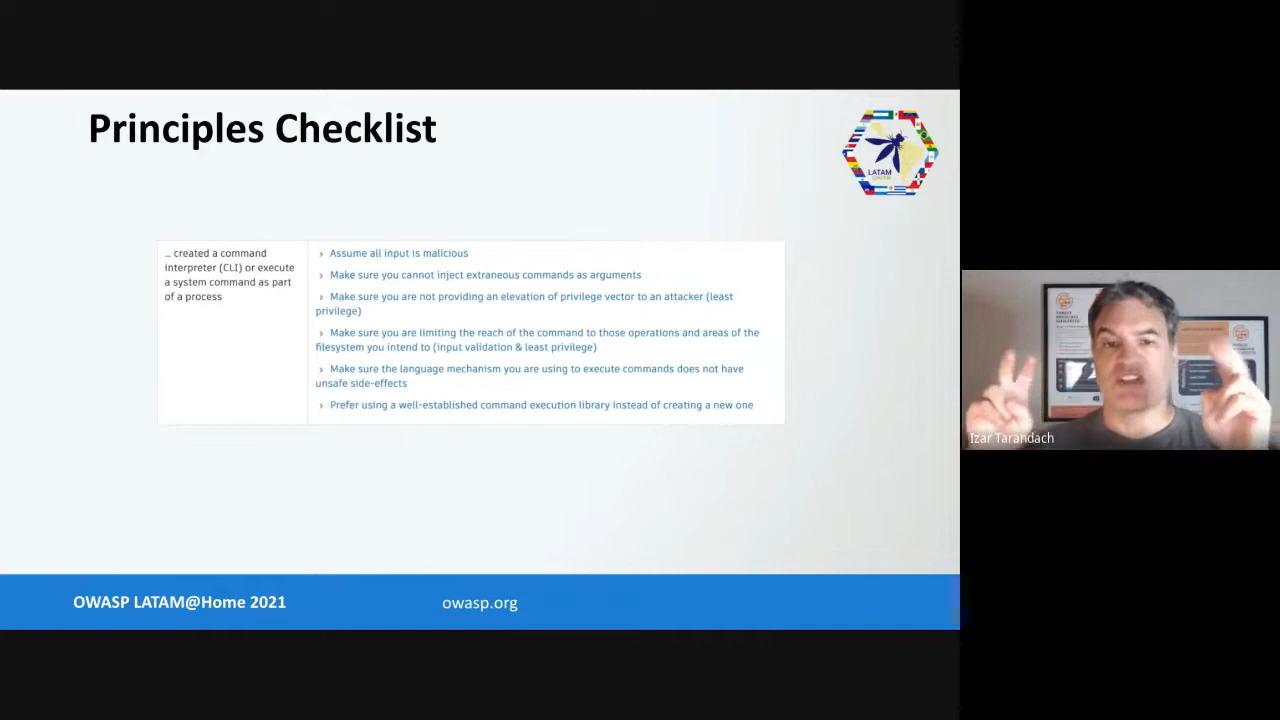 Principles Checklist
LATAM
... created a command
interpreter (CLI) or execute
a system command as part
of a process
› Assume all input is malicious
› Make sure you cannot inject extraneous commands as arguments
› Make sure you are not providing an elevation of privilege vector to an attacker (least
privilege)
› Make sure you are limiting the reach of the command to those operations and areas of the
filesystem you intend to (input validation & least privilege)
› Make sure the language mechanism you are using to execute commands does not have
unsafe side-effects
› Prefer using a well-established command execution library instead of creating a new one
Izar Tarandach
OWASP LATAM@Home 2021
owasp.org